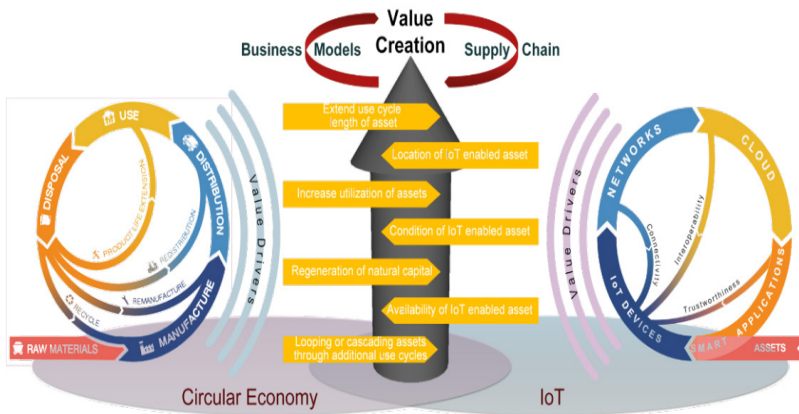 Value
Creation
Business Models
Supply Chain
USE
DISTRIBUTION
DISPOSAL
PRODUCT LIFE EXTENSION
REDISTRIBUTION
REMANUFACTURE
RECYCLE
MANUFACTURE
RAW MATERIALS
Value Drivers
Extend use cycle
length of asset
Location of IoT enabled asset
Increase utilization of assets
Condition of IoT enabled asset
Regeneration of natural capital
Availability of IoT enabled asset
Looping or cascading assets
through additional use cycles
Value Drivers
NETWORKS
CLOUD
Connectivity
Interoperability
Trustworthiness
IoT DEVICES
SMART APPLICATIONS
ASSETS
Circular Economy
IoT